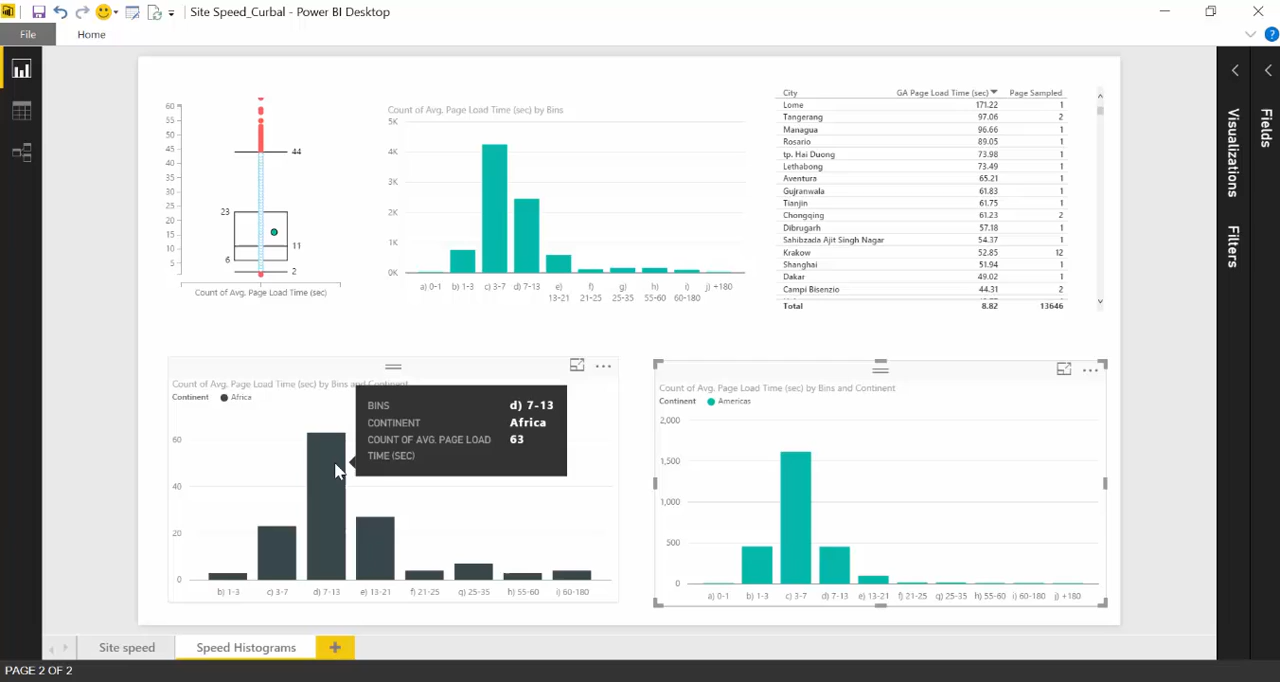 Site Speed_Curbal - Power BI Desktop
File Home
Visualizations
Filters
Fields
60
55
50
45
40
35
30
25
20
15
10
5
44
23
11
6
2
Count of Avg. Page Load Time (sec)
Count of Avg. Page Load Time (sec) by Bins
5K
4K
3K
2K
1K
0K
a) 0-1 b) 1-3 c) 3-7 d) 7-13 e) 13-21 f) 21-25 g) 25-35 h) 55-60 i) 60-180 j) +180
City GA Page Load Time (sec) Page Sampled
Lome 171.22 1
Tangerang 97.06 2
Managua 96.66 1
Rosario 89.05 1
tp. Hai Duong 73.98 1
Lethabong 73.49 1
Aventura 65.21 1
Gujranwala 61.83 1
Tianjin 61.75 1
Chongqing 61.23 2
Dibrugarh 57.18 1
Sahibzada Ajit Singh Nagar 54.37 1
Krakow 52.85 12
Shanghai 51.94 1
Dakar 49.02 1
Campi Bisenzio 44.31 2
Total 8.82 13646
Count of Avg. Page Load Time (sec) by Bins and Continent
Continent Africa
BINS d) 7-13
CONTINENT Africa
COUNT OF AVG. PAGE LOAD 63
TIME (SEC)
60
40
20
0
b) 1-3 c) 3-7 d) 7-13 e) 13-21 f) 21-25 g) 25-35 h) 55-60 i) 60-180
Count of Avg. Page Load Time (sec) by Bins and Continent
Continent Americas
2,000
1,500
1,000
500
0
a) 0-1 b) 1-3 c) 3-7 d) 7-13 e) 13-21 f) 21-25 g) 25-35 h) 55-60 i) 60-180 j) +180
Site speed Speed Histograms
PAGE 2 OF 2